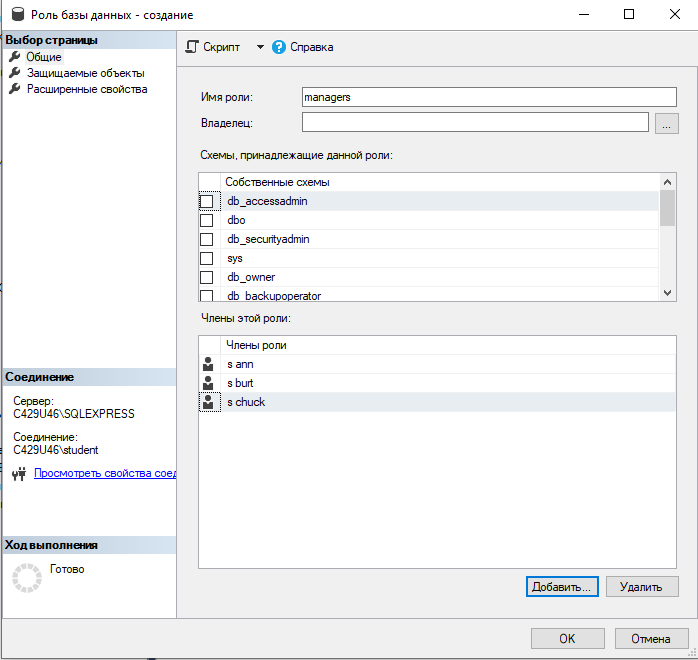 Роль базы данных - создание
Выбор страницы
Общие
Защищаемые объекты
Расширенные свойства
Скрипт
Справка
Имя роли:
managers
Владелец:
...
Схемы, принадлежащие данной роли:
Собственные схемы
db_accessadmin
dbo
db_securityadmin
sys
db_owner
db_backupoperator
Члены этой роли:
Члены роли
s ann
s burt
s chuck
Соединение
Сервер:
C429U46\SQLEXPRESS
Соединение:
C429U46\student
Просмотреть свойства соед
Ход выполнения
Готово
Добавить...
Удалить
OK
Отмена